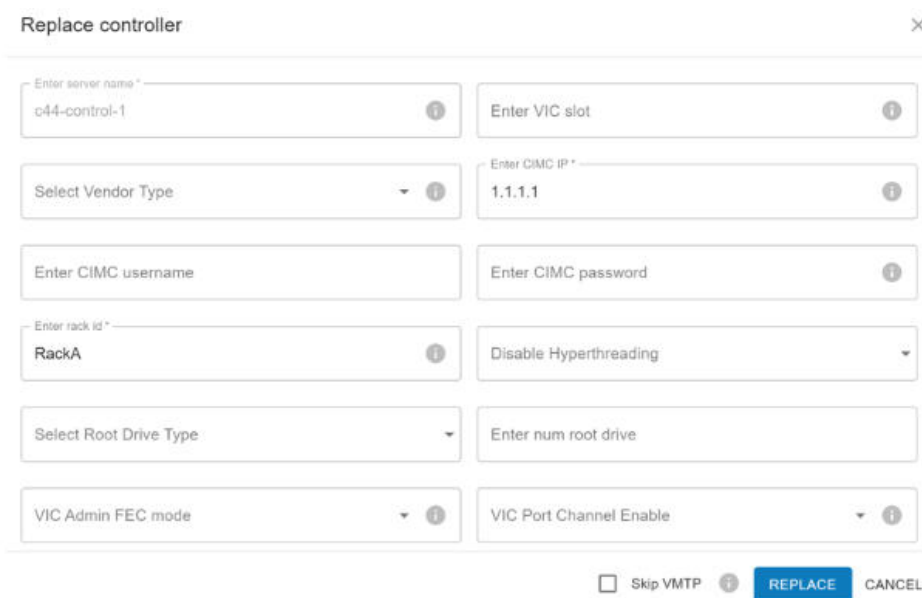 Replace controller
Enter server name *
c44-control-1
Enter VIC slot
Select Vendor Type
Enter CIMC IP *
1.1.1.1
Enter CIMC username
Enter CIMC password
Enter rack id *
RackA
Disable Hyperthreading
Select Root Drive Type
Enter num root drive
VIC Admin FEC mode
VIC Port Channel Enable
Skip VMTP
REPLACE
CANCEL